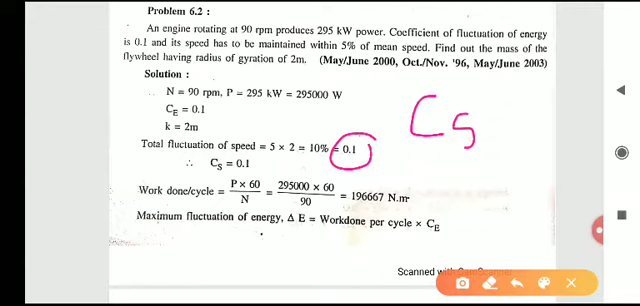 Problem 6.2 :
An engine rotating at 90 rpm produces 295 kW power. Coefficient of fluctuation of energy
is 0.1 and its speed has to be maintained within 5% of mean speed. Find out the mass of the
flywheel having radius of gyration of 2m. (May/June 2000, Oct./Nov. '96, May/June 2003)
Solution :
N = 90 rpm, P = 295 kW = 295000 W
C_E = 0.1
k = 2m
Total fluctuation of speed = 5 × 2 = 10% = 0.1
∴ C_S = 0.1
C_S
Work done/cycle = P × 60 / N = 295000 × 60 / 90 = 196667 N.m
Maximum fluctuation of energy, Δ E = Workdone per cycle × C_E
Scanned with